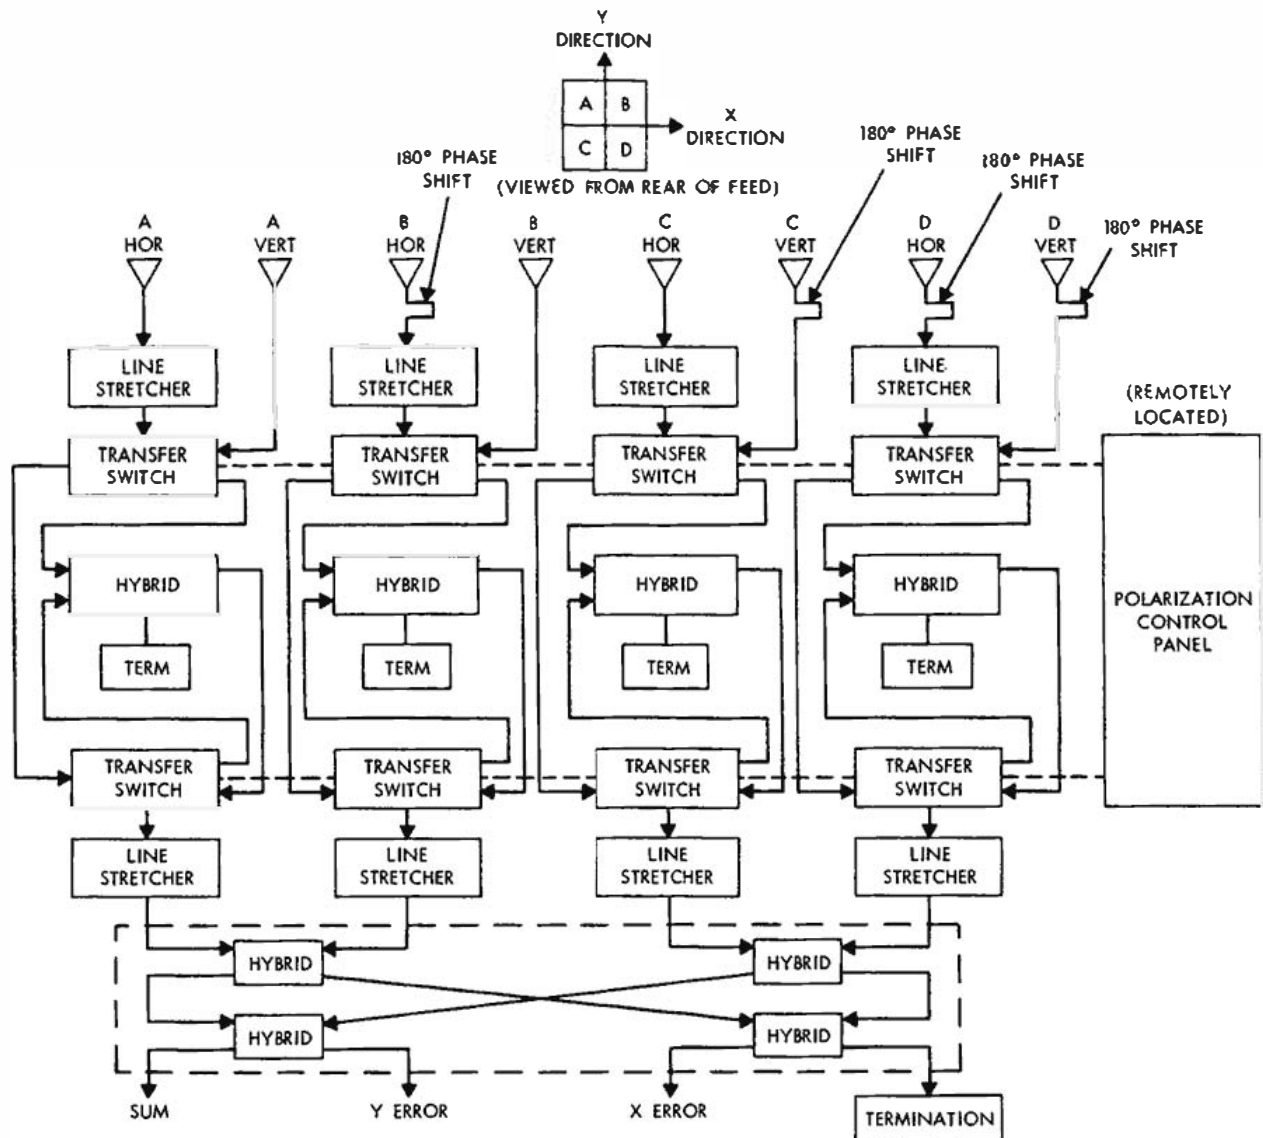 Y
DIRECTION
A B
X
DIRECTION
C D
(VIEWED FROM REAR OF FEED)
180° PHASE
SHIFT
180° PHASE
SHIFT
180° PHASE
SHIFT
180° PHASE
SHIFT
A
HOR
A
VERT
B
HOR
B
VERT
C
HOR
C
VERT
D
HOR
D
VERT
LINE
STRETCHER
LINE
STRETCHER
LINE
STRETCHER
LINE
STRETCHER
(REMOTELY
LOCATED)
TRANSFER
SWITCH
TRANSFER
SWITCH
TRANSFER
SWITCH
TRANSFER
SWITCH
HYBRID
HYBRID
HYBRID
HYBRID
POLARIZATION
CONTROL
PANEL
TERM
TERM
TERM
TERM
TRANSFER
SWITCH
TRANSFER
SWITCH
TRANSFER
SWITCH
TRANSFER
SWITCH
LINE
STRETCHER
LINE
STRETCHER
LINE
STRETCHER
LINE
STRETCHER
HYBRID
HYBRID
HYBRID
HYBRID
SUM
Y ERROR
X ERROR
TERMINATION